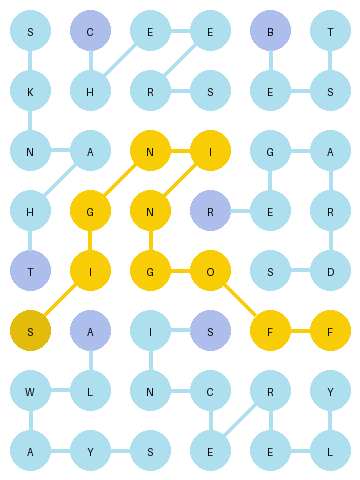 S C E E B T
K H R S E S
N A N I G A
H G N R E R
T I G O S D
S A I S F F
W L N C R Y
A Y S E E L